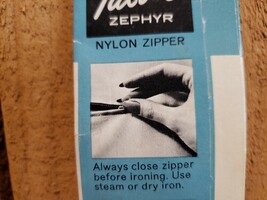 ZEPHYR
NYLON ZIPPER
Always close zipper
before ironing. Use
steam or dry iron.